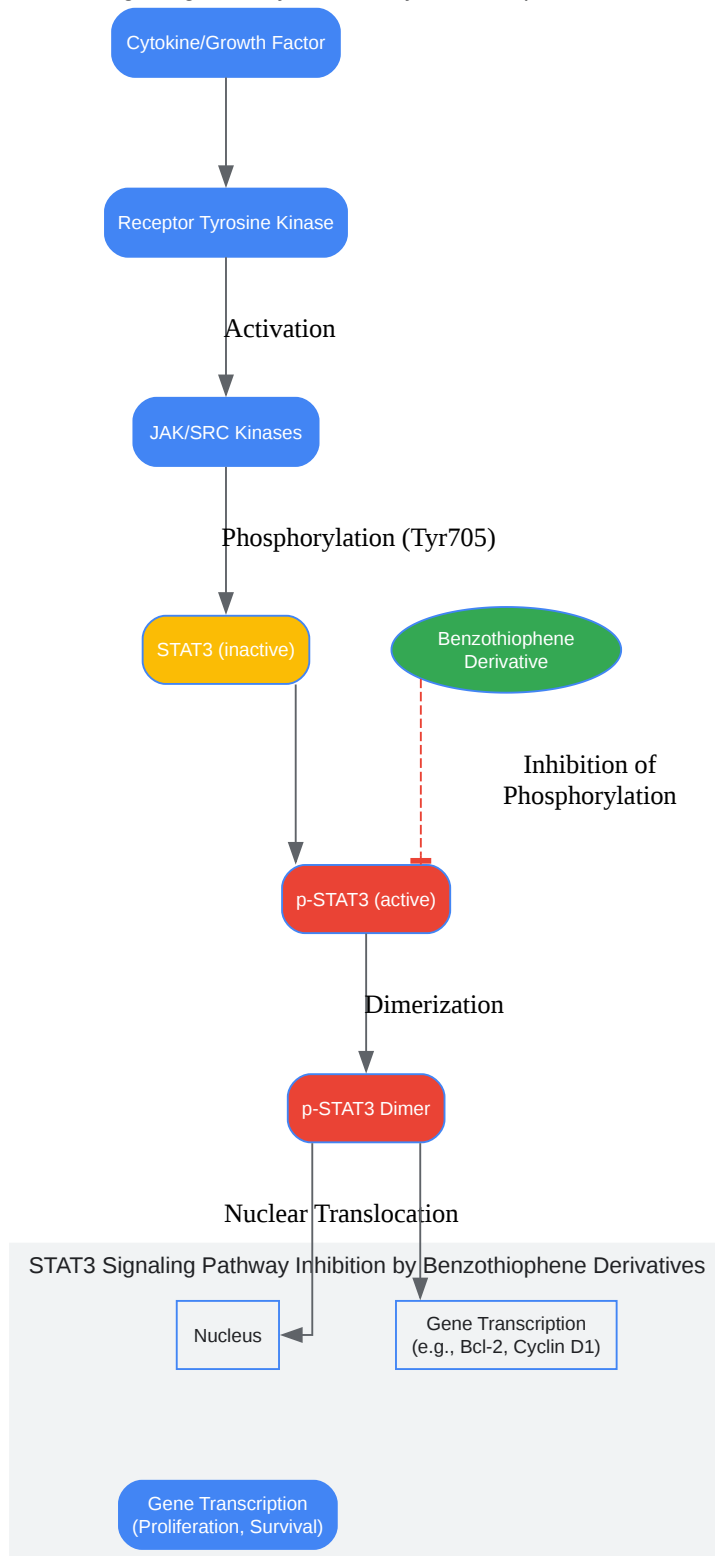 Cytokine/Growth Factor
Receptor Tyrosine Kinase
Activation
JAK/SRC Kinases
Phosphorylation (Tyr705)
STAT3 (inactive)
Benzothiophene
Derivative
Inhibition of
Phosphorylation
p-STAT3 (active)
Dimerization
p-STAT3 Dimer
Nuclear Translocation
STAT3 Signaling Pathway Inhibition by Benzothiophene Derivatives
Nucleus
Gene Transcription
(e.g., Bcl-2, Cyclin D1)
Gene Transcription
(Proliferation, Survival)